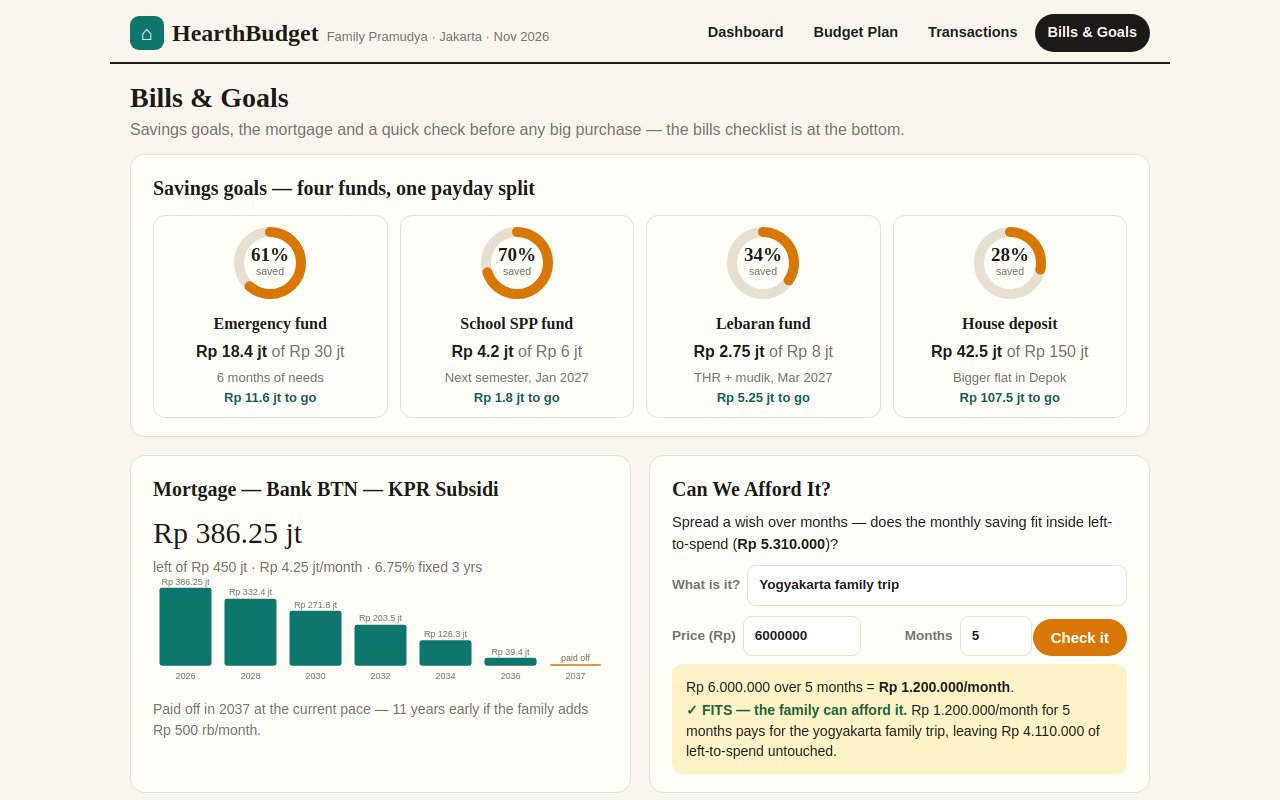 HearthBudget Family Pramudya · Jakarta · Nov 2026
Dashboard Budget Plan Transactions Bills & Goals
Bills & Goals
Savings goals, the mortgage and a quick check before any big purchase — the bills checklist is at the bottom.
Savings goals — four funds, one payday split
61%
saved
Emergency fund
Rp 18.4 jt of Rp 30 jt
6 months of needs
Rp 11.6 jt to go
70%
saved
School SPP fund
Rp 4.2 jt of Rp 6 jt
Next semester, Jan 2027
Rp 1.8 jt to go
34%
saved
Lebaran fund
Rp 2.75 jt of Rp 8 jt
THR + mudik, Mar 2027
Rp 5.25 jt to go
28%
saved
House deposit
Rp 42.5 jt of Rp 150 jt
Bigger flat in Depok
Rp 107.5 jt to go
Mortgage — Bank BTN — KPR Subsidi
Rp 386.25 jt
left of Rp 450 jt · Rp 4.25 jt/month · 6.75% fixed 3 yrs
Rp 386.25 jt Rp 332.4 jt Rp 271.8 jt Rp 203.5 jt Rp 126.3 jt Rp 39.4 jt paid off
2026 2028 2030 2032 2034 2036 2037
Paid off in 2037 at the current pace — 11 years early if the family adds
Rp 500 rb/month.
Can We Afford It?
Spread a wish over months — does the monthly saving fit inside left-
to-spend (Rp 5.310.000)?
What is it? Yogyakarta family trip
Price (Rp) 6000000 Months 5 Check it
Rp 6.000.000 over 5 months = Rp 1.200.000/month.
✓ FITS — the family can afford it. Rp 1.200.000/month for 5
months pays for the yogyakarta family trip, leaving Rp 4.110.000 of
left-to-spend untouched.